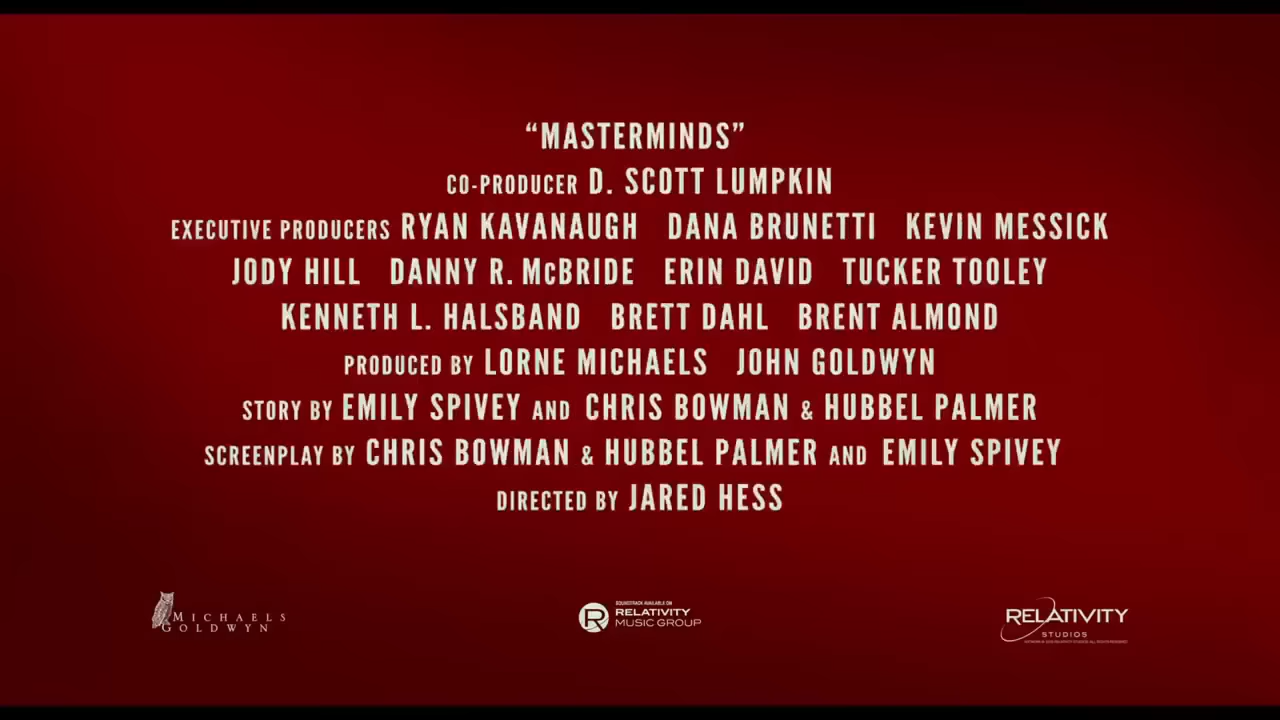 “MASTERMINDS”
CO-PRODUCER D. SCOTT LUMPKIN
EXECUTIVE PRODUCERS RYAN KAVANAUGH DANA BRUNETTI KEVIN MESSICK
JODY HILL DANNY R. McBRIDE ERIN DAVID TUCKER TOOLEY
KENNETH L. HALSBAND BRETT DAHL BRENT ALMOND
PRODUCED BY LORNE MICHAELS JOHN GOLDWYN
STORY BY EMILY SPIVEY AND CHRIS BOWMAN & HUBBEL PALMER
SCREENPLAY BY CHRIS BOWMAN & HUBBEL PALMER AND EMILY SPIVEY
DIRECTED BY JARED HESS
MICHAELS
GOLDWYN
SOUNDTRACK AVAILABLE ON
R RELATIVITY
MUSIC GROUP
RELATIVITY
STUDIOS